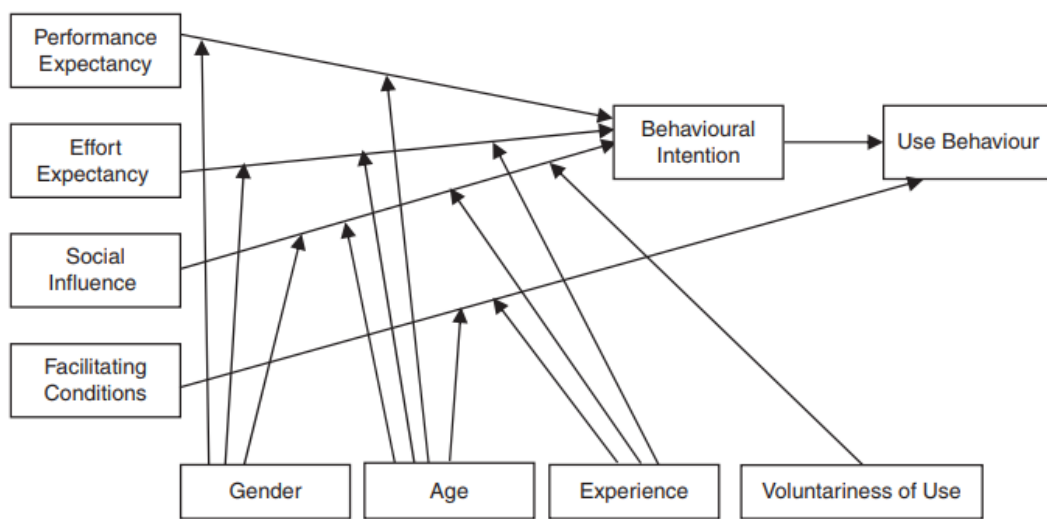 Performance
Expectancy
Effort
Expectancy
Social
Influence
Facilitating
Conditions
Behavioural
Intention
Use Behaviour
Gender
Age
Experience
Voluntariness of Use